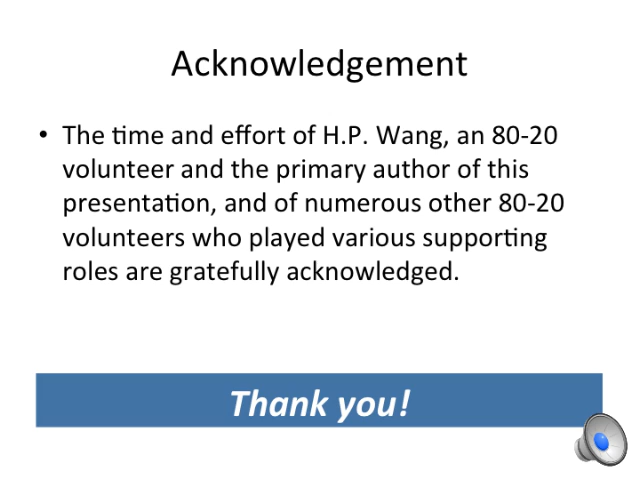 Acknowledgement
• The time and effort of H.P. Wang, an 80-20
volunteer and the primary author of this
presentation, and of numerous other 80-20
volunteers who played various supporting
roles are gratefully acknowledged.
Thank you!